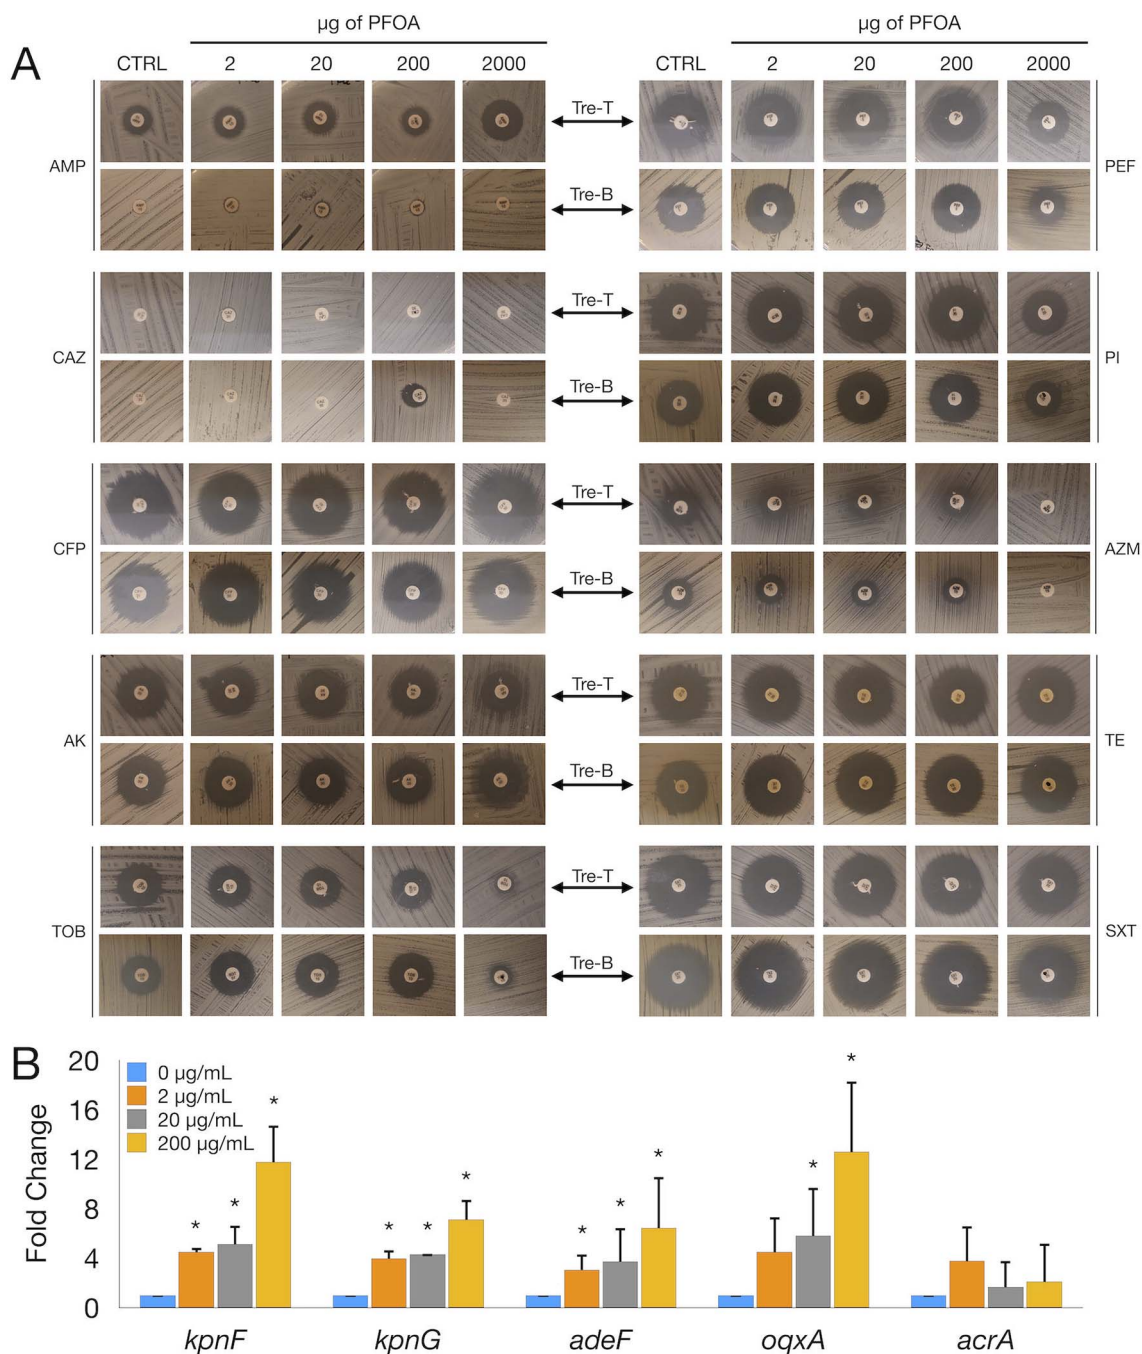 µg of PFOA
µg of PFOA
A
CTRL 2 20 200 2000
CTRL 2 20 200 2000
AMP
Tre-T
Tre-B
PEF
CAZ
Tre-T
Tre-B
PI
CFP
Tre-T
Tre-B
AZM
AK
Tre-T
Tre-B
TE
TOB
Tre-T
Tre-B
SXT
B
Fold Change
20
16
12
8
4
0
0 µg/mL
2 µg/mL
20 µg/mL
200 µg/mL
* * *
* * *
* * *
* *
kpnF kpnG adeF oqxA acrA